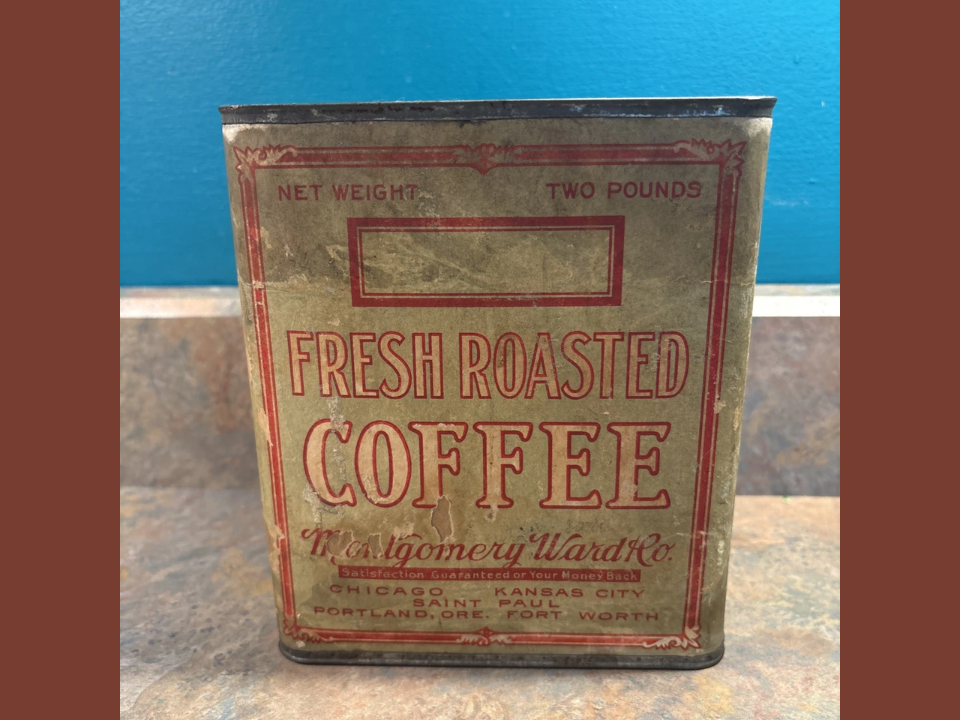 NET WEIGHT TWO POUNDS
FRESH ROASTED
COFFEE
Montgomery Ward & Co.
Satisfaction Guaranteed or Your Money Back
CHICAGO KANSAS CITY
SAINT PAUL
PORTLAND, ORE. FORT WORTH